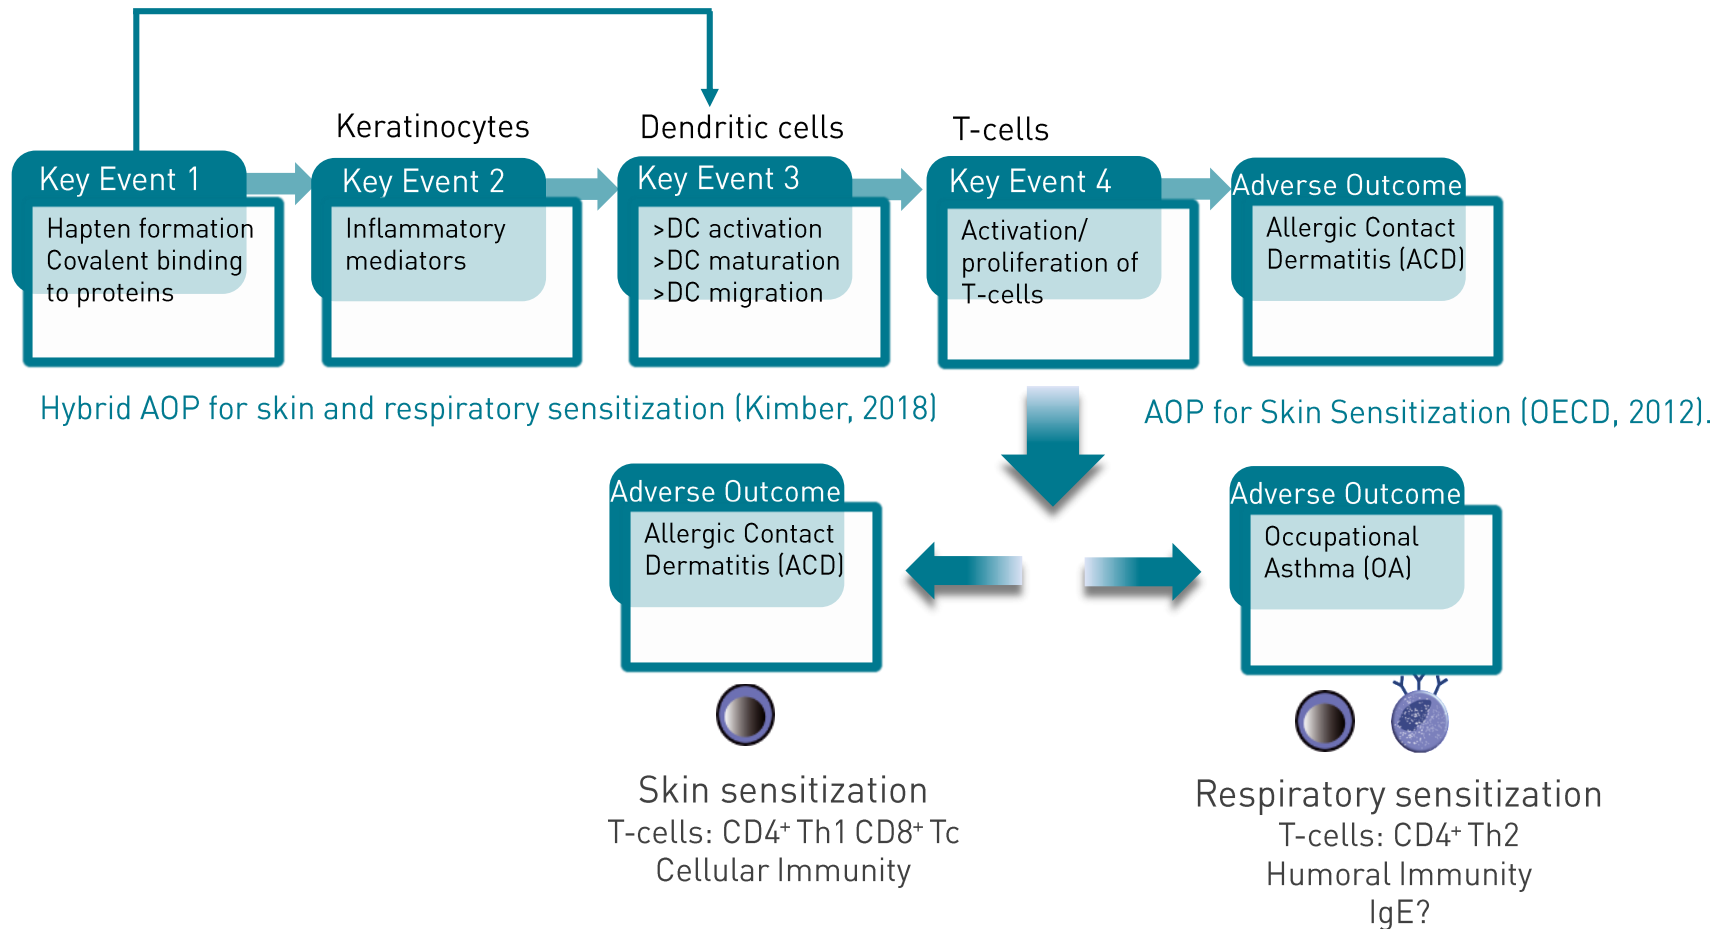 Keratinocytes
Dendritic cells
T-cells
Key Event 1
Hapten formation
Covalent binding
to proteins
Key Event 2
Inflammatory
mediators
Key Event 3
>DC activation
>DC maturation
>DC migration
Key Event 4
Activation/
proliferation of
T-cells
Adverse Outcome
Allergic Contact
Dermatitis (ACD)
Hybrid AOP for skin and respiratory sensitization (Kimber, 2018)
AOP for Skin Sensitization (OECD, 2012).
Adverse Outcome
Allergic Contact
Dermatitis (ACD)
Adverse Outcome
Occupational
Asthma (OA)
Skin sensitization
T-cells: CD4⁺ Th1 CD8⁺ Tc
Cellular Immunity
Respiratory sensitization
T-cells: CD4⁺ Th2
Humoral Immunity
IgE?